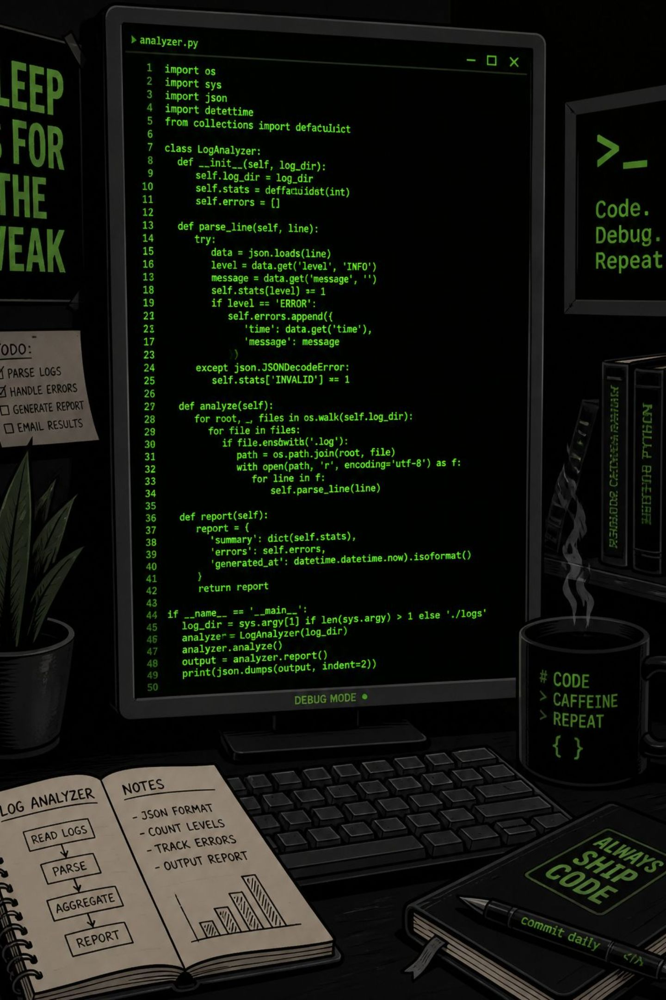 LEEP
FOR
THE
EAK
ODO:
PARSE LOGS
HANDLE ERRORS
GENERATE REPORT
EMAIL RESULTS
analyzer.py
1 import os
2 import sys
3 import json
4 import datettime
5 from collections import
6
7 class LogAnalyzer:
8 def __init__(self, log_dir):
9 self.log_dir = log_dir
10 self.stats =
11 self.errors = []
12
13 def parse_line(self, line):
14 try:
15 data = json.loads(line)
16 level = data.get('level', 'INFO')
13 message = data.get('message', '')
18 self.stats(level) == 1
19 if level == 'ERROR':
21 self.errors.append({
23 'time': data.get('time'),
17 'message': message
23 })
24 except json.JSONDecodeError:
25 self.stats['INVALID'] == 1
26
27 def analyze(self):
28 for root, _, files in os.walk(self.log_dir):
29 for file in files:
30 if
31 path = os.path.join(root, file)
32 with open(path, 'r', encoding='utf-8') as f:
33 for line in f:
34 self.parse_line(line)
35
36 def report(self):
37 report = {
38 'summary': dict(self.stats),
39 'errors': self.errors,
40 'generated_at': datetime.datetime.now).isoformat()
41 }
42 return report
43
44 if __name__ == '__main__':
45 log_dir = sys.argy[1] if len(sys.argy) > 1 else './logs'
46 analyzer = LogAnalyzer(log_dir)
47 analyzer.analyze()
48 output = analyzer.report()
49 print(json.dumps(output, indent=2))
50
DEBUG MODE
>_
Code.
Debug.
Repeat
# CODE
> CAFFEINE
> REPEAT
{ }
LOG ANALYZER
READ LOGS
PARSE
AGGREGATE
REPORT
NOTES
- JSON FORMAT
- COUNT LEVELS
- TRACK ERRORS
- OUTPUT REPORT
ALWAYS
SHIP
CODE
commit daily </>